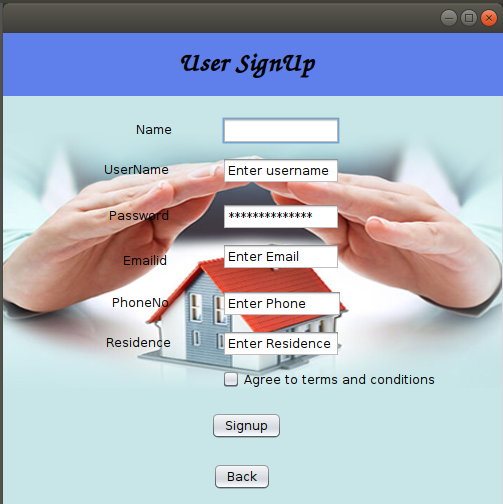 User SignUp
Name
UserName Enter username
Password **************
Emailid Enter Email
PhoneNo Enter Phone
Residence Enter Residence
Agree to terms and conditions
Signup
Back